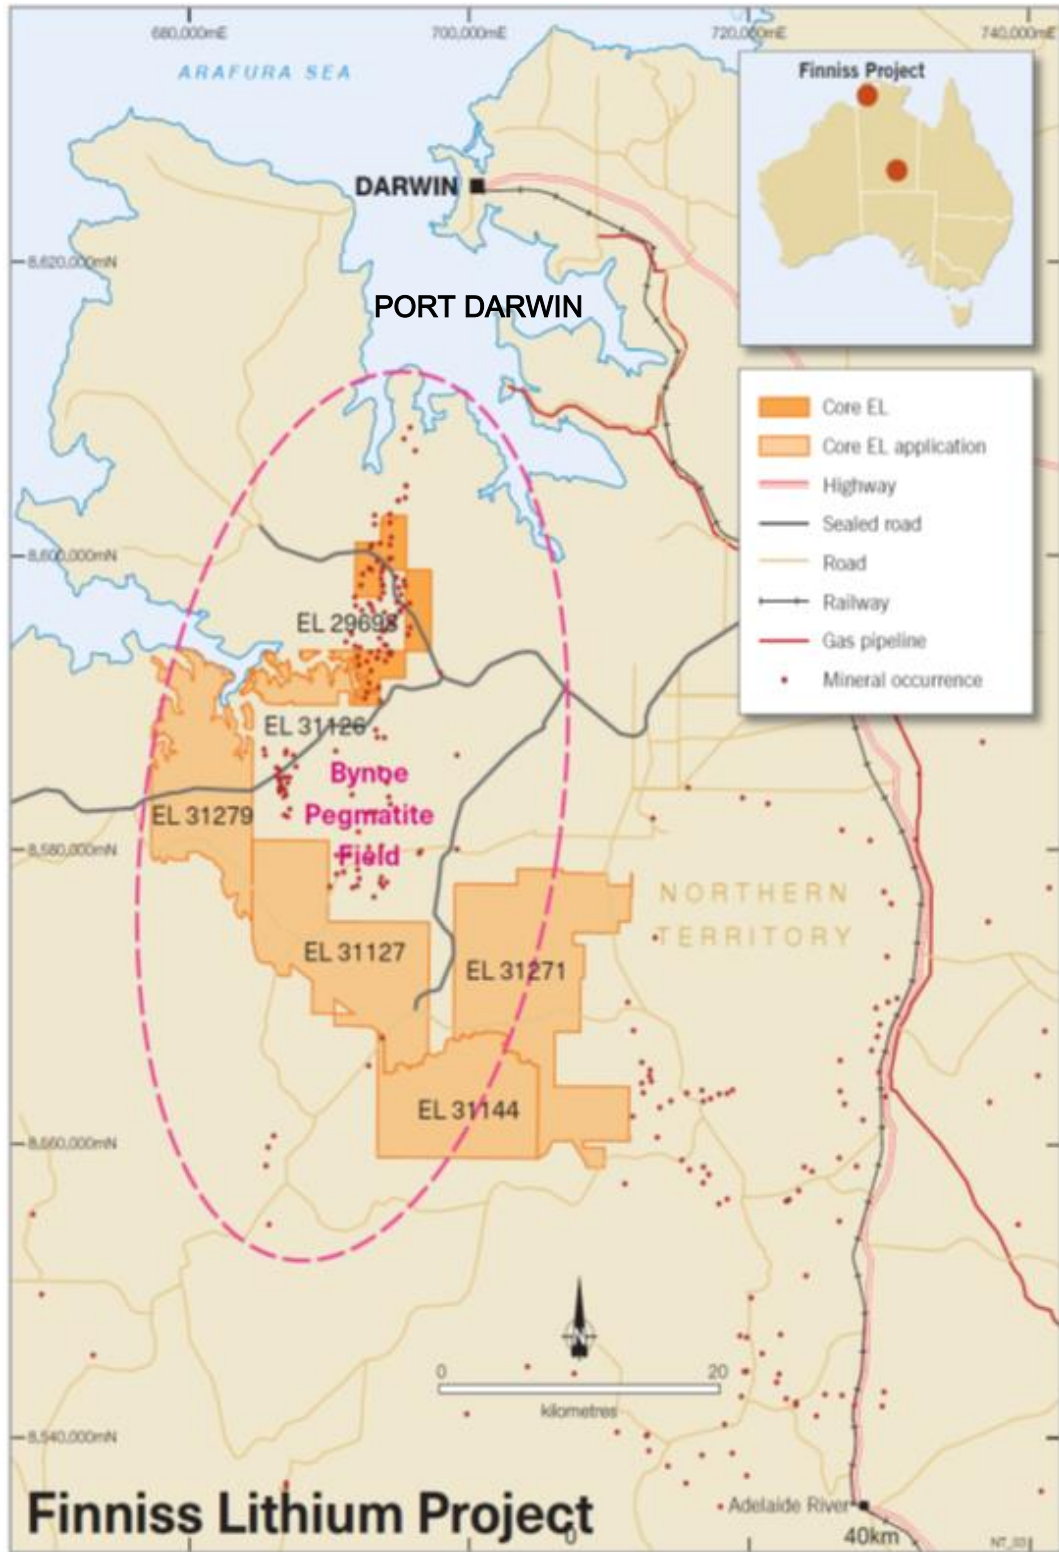 680,000mE
700,000mE
720,000mE
740,000mE
ARAFURA SEA
Finniss Project
DARWIN
8,620,000mN
PORT DARWIN
Core EL
Core EL application
Highway
Sealed road
Road
Railway
Gas pipeline
Mineral occurrence
8,600,000mN
EL 29698
EL 31126
Bynoe
Pegmatite
Field
EL 31279
8,580,000mN
NORTHERN
TERRITORY
EL 31127
EL 31271
EL 31144
8,560,000mN
N
0
20
kilometres
8,540,000mN
Finniss Lithium Project
0
Adelaide River
40km
NT_03